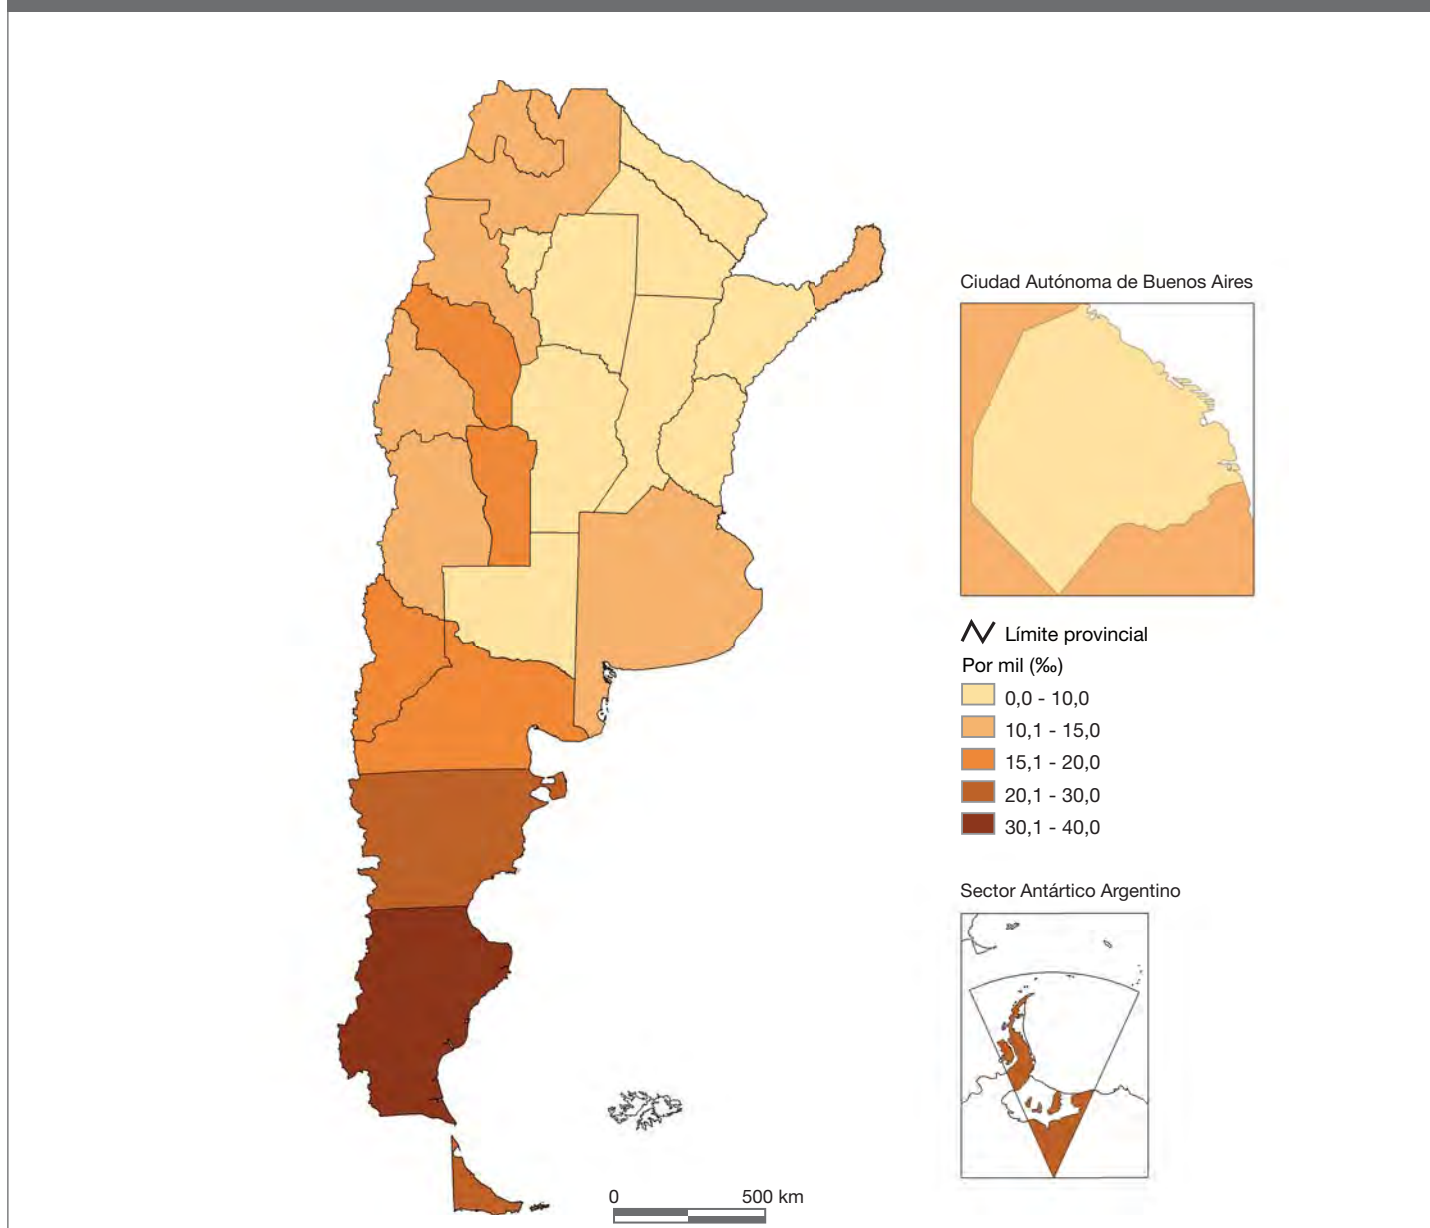 Ciudad Autónoma de Buenos Aires
Límite provincial
Por mil (‰)
0,0 - 10,0
10,1 - 15,0
15,1 - 20,0
20,1 - 30,0
30,1 - 40,0
Sector Antártico Argentino
0 500 km